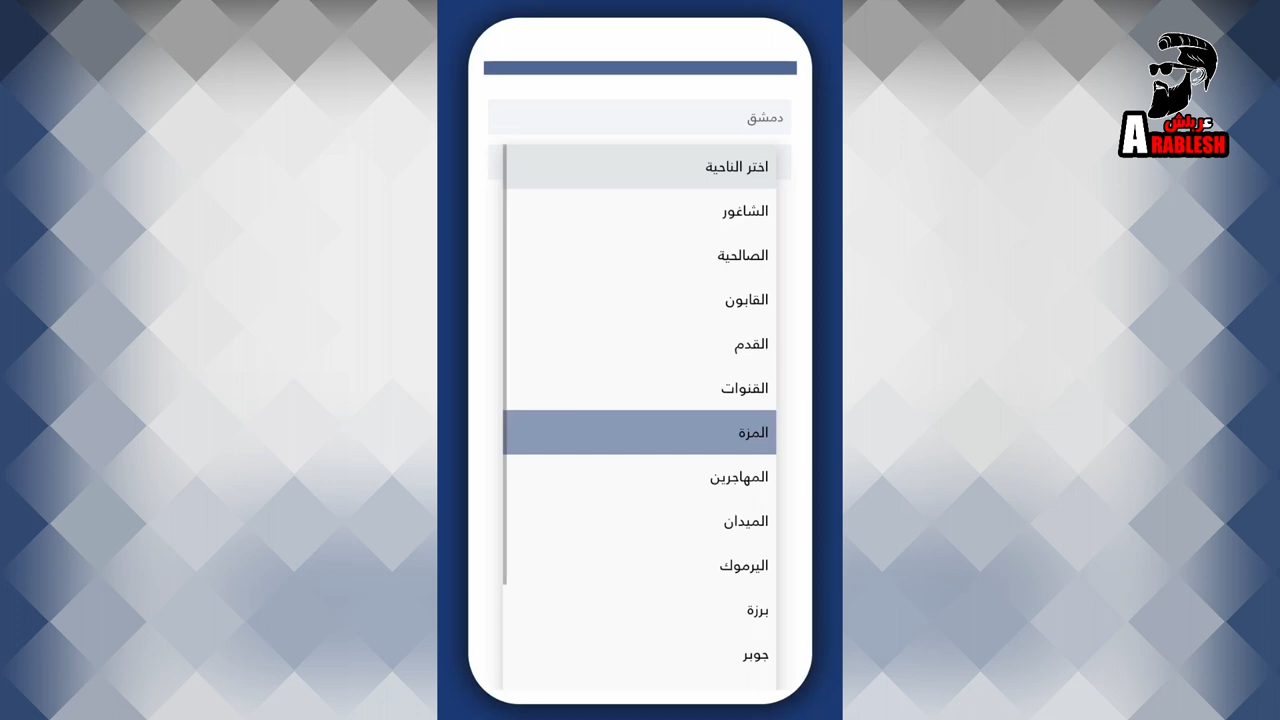 دمشق
اختر الناحية
الشاغور
الصالحية
القابون
القدم
القنوات
المزة
المهاجرين
الميدان
اليرموك
برزة
جوبر
عربلش
ARABLESH